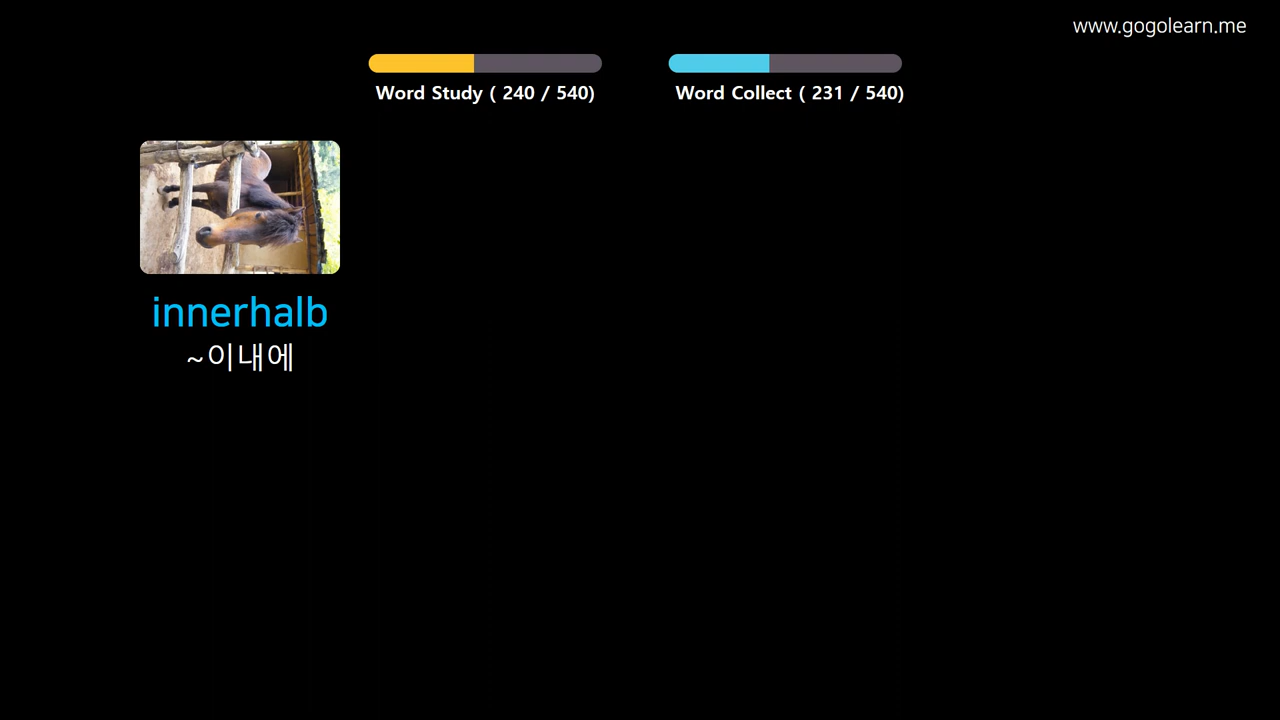 www.gogolearn.me
Word Study ( 240 / 540)
Word Collect ( 231 / 540)
innerhalb
~이내에